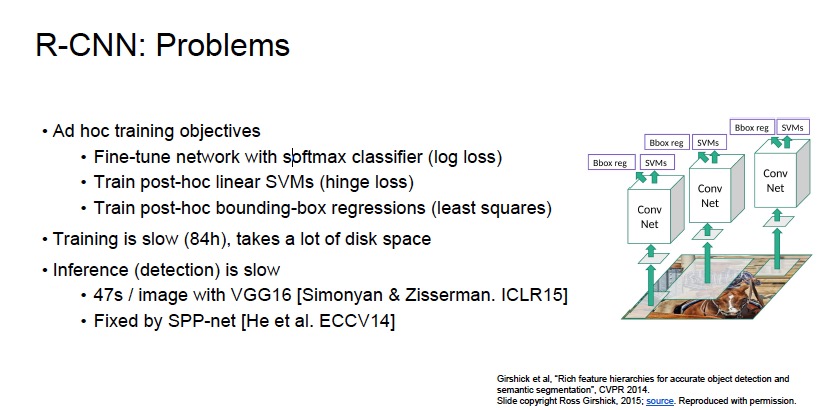 R-CNN: Problems
• Ad hoc training objectives
• Fine-tune network with softmax classifier (log loss)
• Train post-hoc linear SVMs (hinge loss)
• Train post-hoc bounding-box regressions (least squares)
• Training is slow (84h), takes a lot of disk space
• Inference (detection) is slow
• 47s / image with VGG16 [Simonyan & Zisserman. ICLR15]
• Fixed by SPP-net [He et al. ECCV14]
Bbox reg SVMs
Bbox reg SVMs
Bbox reg SVMs
Conv
Net
Conv
Net
Conv
Net
Girshick et al, “Rich feature hierarchies for accurate object detection and
semantic segmentation”, CVPR 2014.
Slide copyright Ross Girshick, 2015; source. Reproduced with permission.